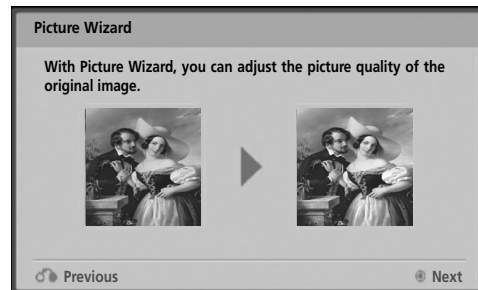 Picture Wizard
With Picture Wizard, you can adjust the picture quality of the
original image.
Previous
Next